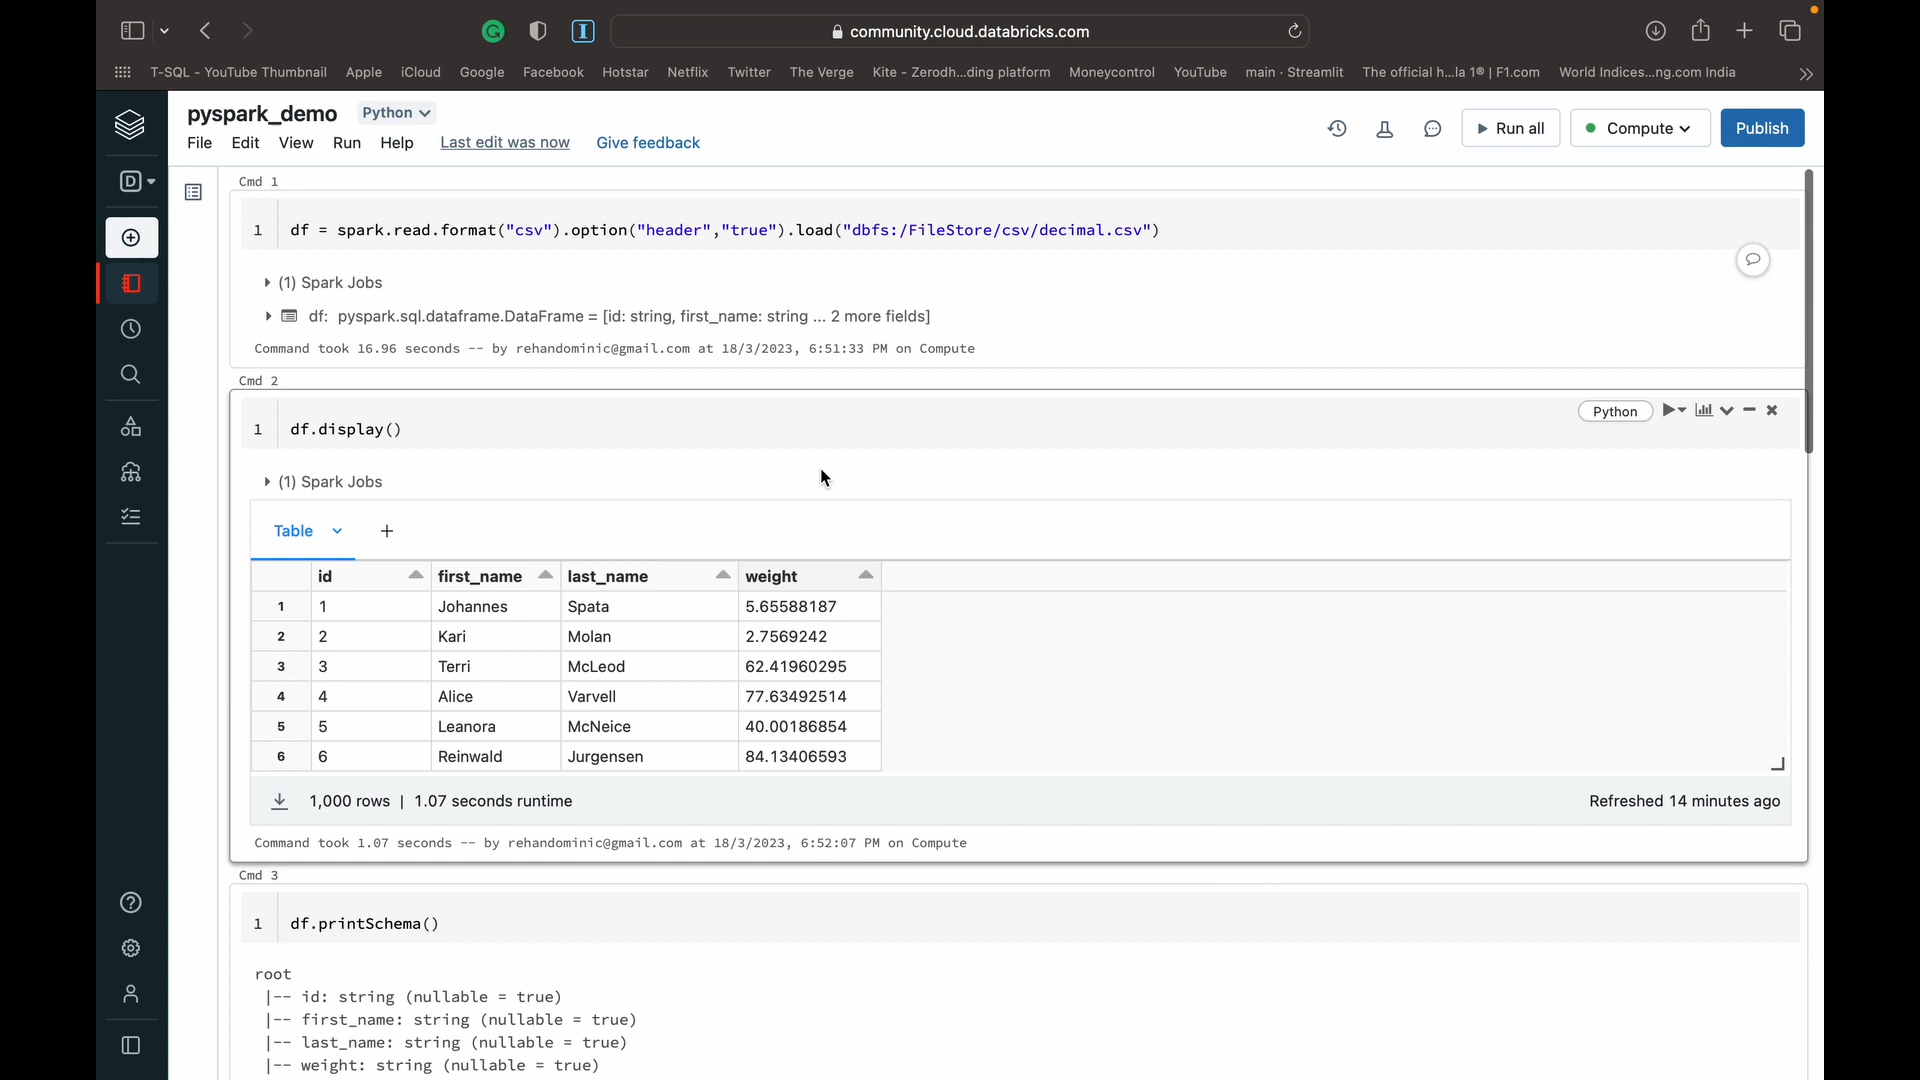 community.cloud.databricks.com
T-SQL - YouTube Thumbnail Apple iCloud Google Facebook Hotstar Netflix Twitter The Verge Kite - Zerodh...ding platform Moneycontrol YouTube main · Streamlit The official h...la 1® | F1.com World Indices...ng.com India
pyspark_demo Python
File Edit View Run Help Last edit was now Give feedback
Run all Compute Publish
D
Cmd 1
1 df = spark.read.format("csv").option("header","true").load("dbfs:/FileStore/csv/decimal.csv")
(1) Spark Jobs
df: pyspark.sql.dataframe.DataFrame = [id: string, first_name: string ... 2 more fields]
Command took 16.96 seconds -- by rehandominic@gmail.com at 18/3/2023, 6:51:33 PM on Compute
Cmd 2
Python
1 df.display()
(1) Spark Jobs
Table +
id first_name last_name weight
1 1 Johannes Spata 5.65588187
2 2 Kari Molan 2.7569242
3 3 Terri McLeod 62.41960295
4 4 Alice Varvell 77.63492514
5 5 Leanora McNeice 40.00186854
6 6 Reinwald Jurgensen 84.13406593
1,000 rows | 1.07 seconds runtime Refreshed 14 minutes ago
Command took 1.07 seconds -- by rehandominic@gmail.com at 18/3/2023, 6:52:07 PM on Compute
Cmd 3
1 df.printSchema()
root
|-- id: string (nullable = true)
|-- first_name: string (nullable = true)
|-- last_name: string (nullable = true)
|-- weight: string (nullable = true)